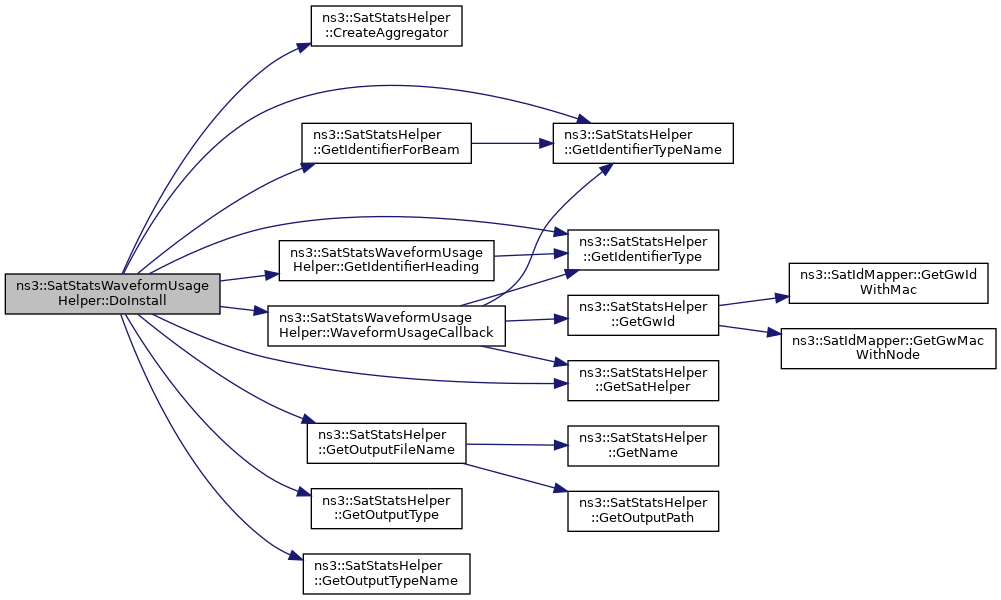 ns3::SatStatsHelper
::CreateAggregator
ns3::SatStatsHelper
::GetIdentifierForBeam
ns3::SatStatsHelper
::GetIdentifierTypeName
ns3::SatStatsHelper
::GetIdentifierType
ns3::SatStatsWaveformUsage
Helper::GetIdentifierHeading
ns3::SatStatsWaveformUsage
Helper::DoInstall
ns3::SatIdMapper::GetGwId
WithMac
ns3::SatStatsHelper
::GetGwId
ns3::SatStatsWaveformUsage
Helper::WaveformUsageCallback
ns3::SatIdMapper::GetGwMac
WithNode
ns3::SatStatsHelper
::GetSatHelper
ns3::SatStatsHelper
::GetOutputFileName
ns3::SatStatsHelper
::GetName
ns3::SatStatsHelper
::GetOutputType
ns3::SatStatsHelper
::GetOutputPath
ns3::SatStatsHelper
::GetOutputTypeName